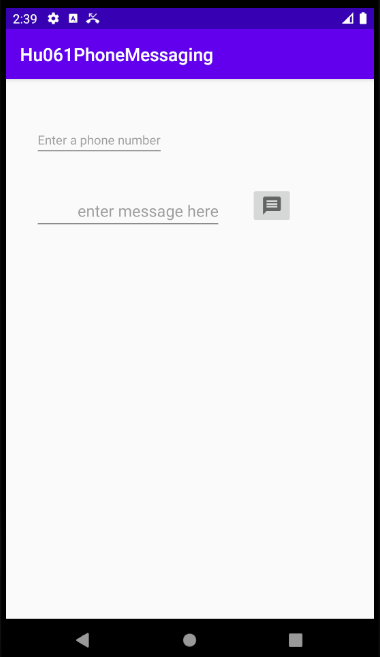 2:39
Hu061PhoneMessaging
Enter a phone number
enter message here